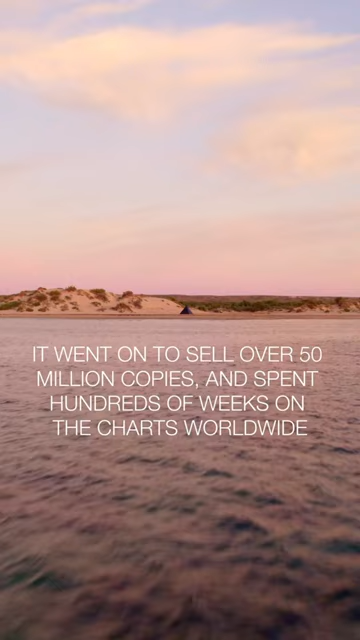 IT WENT ON TO SELL OVER 50
MILLION COPIES, AND SPENT
HUNDREDS OF WEEKS ON
THE CHARTS WORLDWIDE